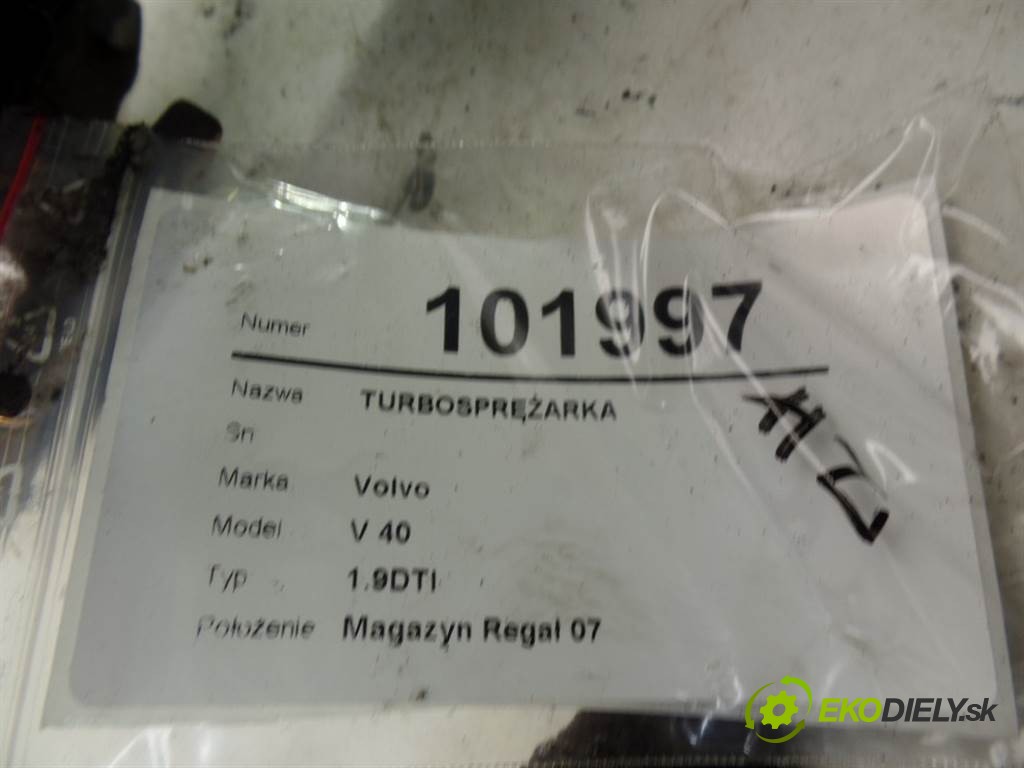 Numer 101997
Nazwa TURBOSPRĘŻARKA
Sn
Marka Volvo
Model V 40
Typ 1.9DTI
Położenie Magazyn Regał 07
EKODIELY.sk